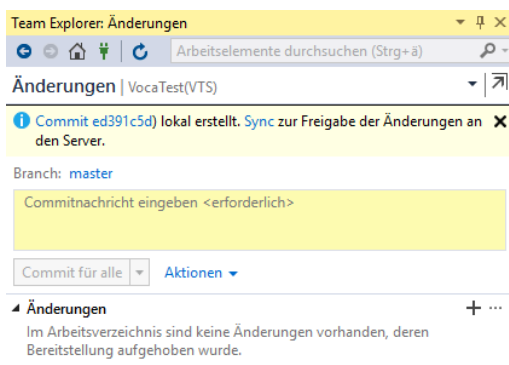 Team Explorer: Änderungen
Arbeitselemente durchsuchen (Strg+ä)
Änderungen | VocaTest(VTS)
Commit ed391c5d) lokal erstellt. Sync zur Freigabe der Änderungen an
den Server.
Branch: master
Commitnachricht eingeben <erforderlich>
Commit für alle Aktionen
Änderungen
Im Arbeitsverzeichnis sind keine Änderungen vorhanden, deren
Bereitstellung aufgehoben wurde.